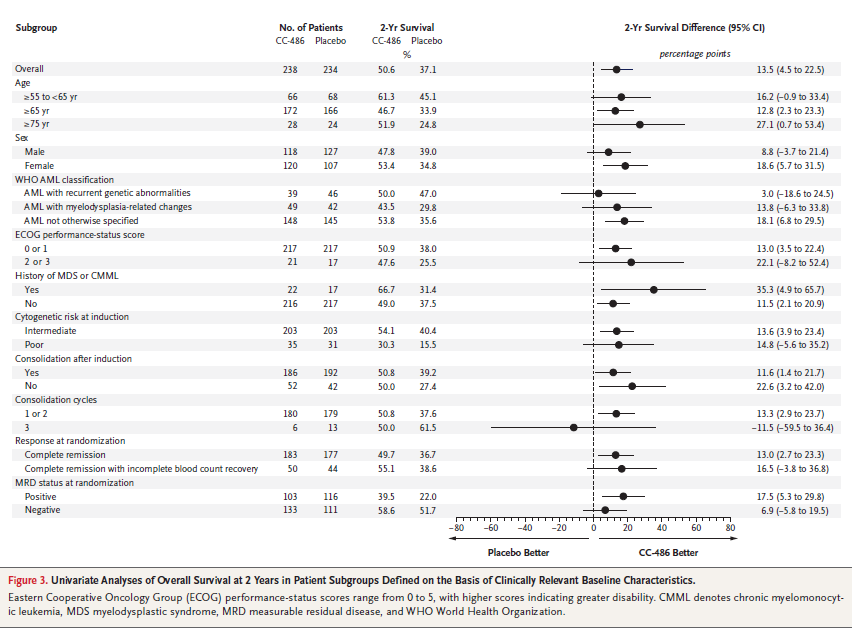 Subgroup No. of Patients 2-Yr Survival 2-Yr Survival Difference (95% CI)
CC-486 Placebo CC-486 Placebo
% percentage points
Overall 238 234 50.6 37.1 13.5 (4.5 to 22.5)
Age
≥55 to <65 yr 66 68 61.3 45.1 16.2 (−0.9 to 33.4)
≥65 yr 172 166 46.7 33.9 12.8 (2.3 to 23.3)
≥75 yr 28 24 51.9 24.8 27.1 (0.7 to 53.4)
Sex
Male 118 127 47.8 39.0 8.8 (−3.7 to 21.4)
Female 120 107 53.4 34.8 18.6 (5.7 to 31.5)
WHO AML classification
AML with recurrent genetic abnormalities 39 46 50.0 47.0 3.0 (−18.6 to 24.5)
AML with myelodysplasia-related changes 49 42 43.5 29.8 13.8 (−6.3 to 33.8)
AML not otherwise specified 148 145 53.8 35.6 18.1 (6.8 to 29.5)
ECOG performance-status score
0 or 1 217 217 50.9 38.0 13.0 (3.5 to 22.4)
2 or 3 21 17 47.6 25.5 22.1 (−8.2 to 52.4)
History of MDS or CMML
Yes 22 17 66.7 31.4 35.3 (4.9 to 65.7)
No 216 217 49.0 37.5 11.5 (2.1 to 20.9)
Cytogenetic risk at induction
Intermediate 203 203 54.1 40.4 13.6 (3.9 to 23.4)
Poor 35 31 30.3 15.5 14.8 (−5.6 to 35.2)
Consolidation after induction
Yes 186 192 50.8 39.2 11.6 (1.4 to 21.7)
No 52 42 50.0 27.4 22.6 (3.2 to 42.0)
Consolidation cycles
1 or 2 180 179 50.8 37.6 13.3 (2.9 to 23.7)
3 6 13 50.0 61.5 −11.5 (−59.5 to 36.4)
Response at randomization
Complete remission 183 177 49.7 36.7 13.0 (2.7 to 23.3)
Complete remission with incomplete blood count recovery 50 44 55.1 38.6 16.5 (−3.8 to 36.8)
MRD status at randomization
Positive 103 116 39.5 22.0 17.5 (5.3 to 29.8)
Negative 133 111 58.6 51.7 6.9 (−5.8 to 19.5)
−80 −60 −40 −20 0 20 40 60 80
Placebo Better CC-486 Better
Figure 3. Univariate Analyses of Overall Survival at 2 Years in Patient Subgroups Defined on the Basis of Clinically Relevant Baseline Characteristics.
Eastern Cooperative Oncology Group (ECOG) performance-status scores range from 0 to 5, with higher scores indicating greater disability. CMML denotes chronic myelomonocyt-
ic leukemia, MDS myelodysplastic syndrome, MRD measurable residual disease, and WHO World Health Organization.